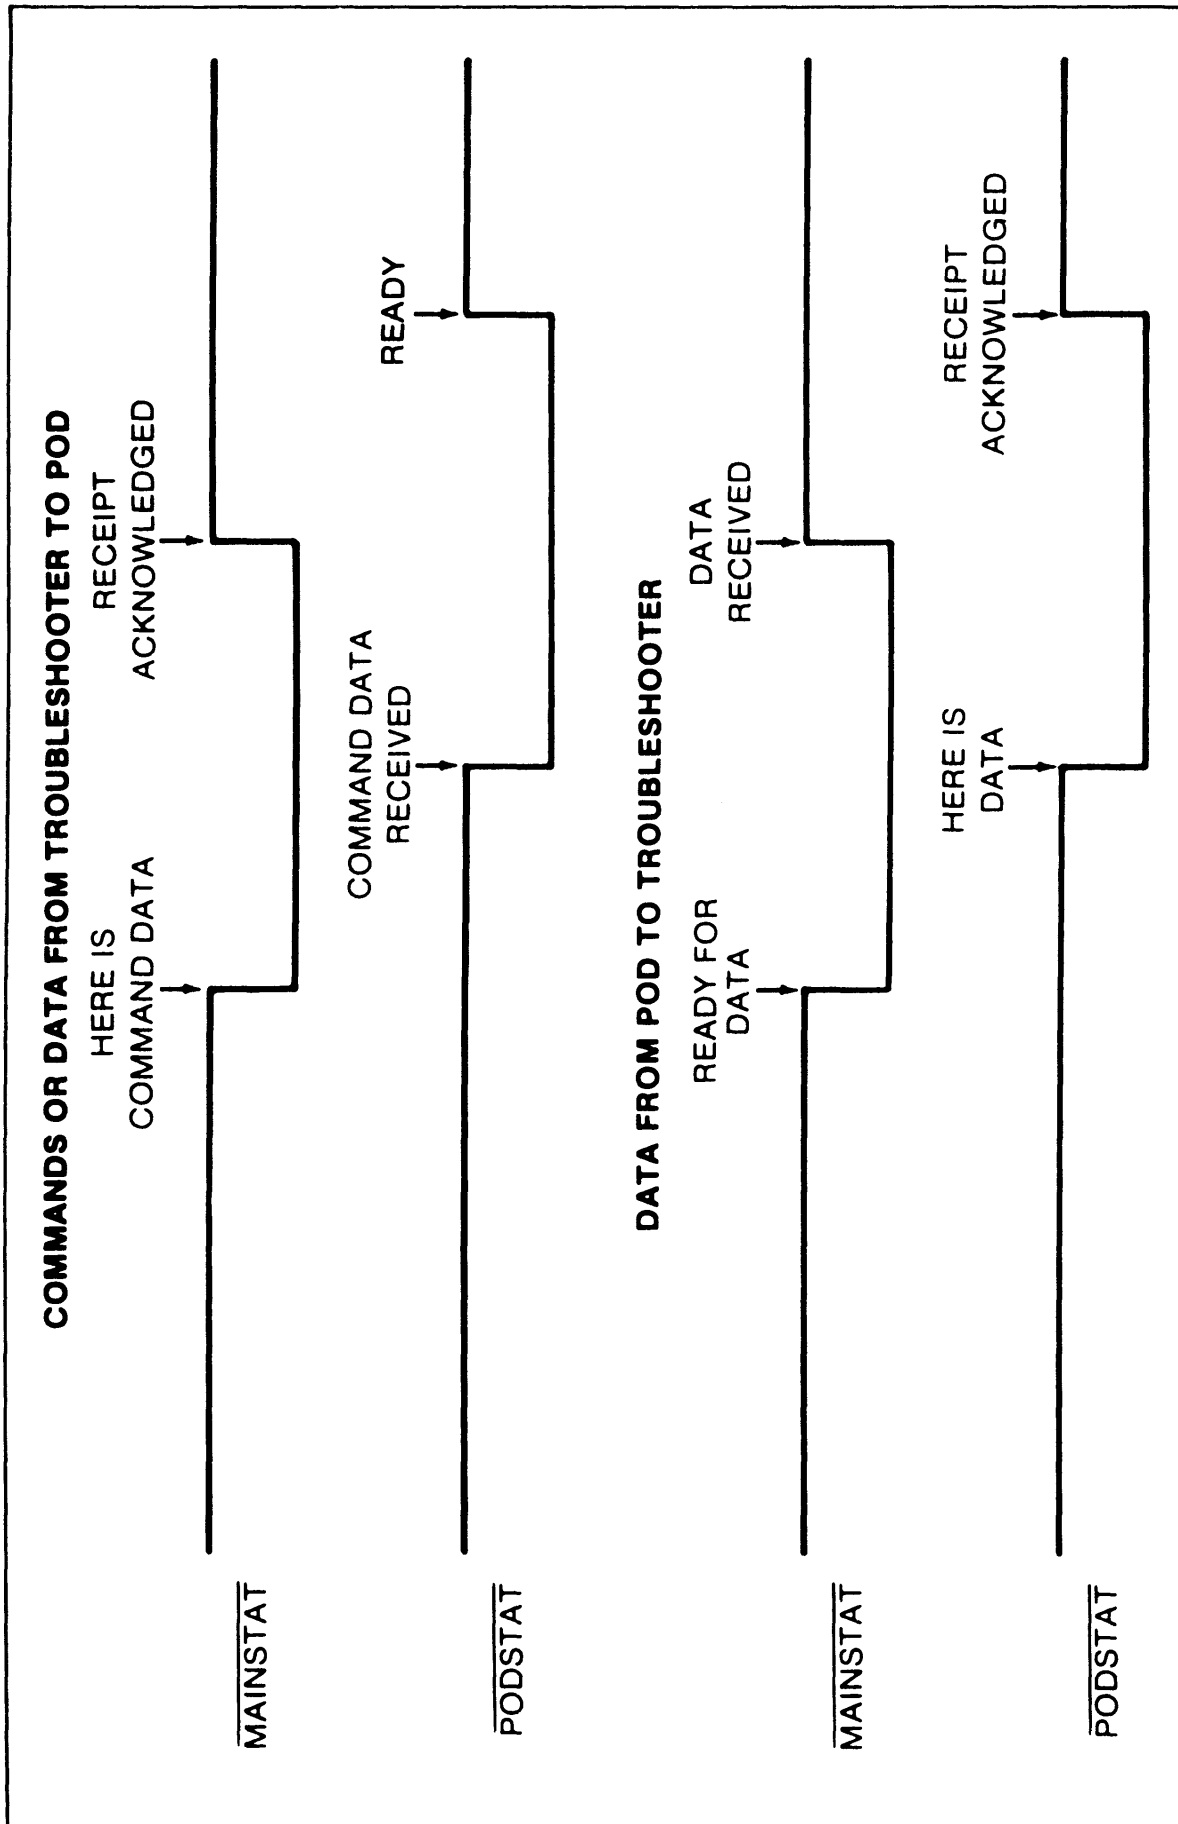 COMMANDS OR DATA FROM TROUBLESHOOTER TO POD
HERE IS
COMMAND DATA
RECEIPT
ACKNOWLEDGED
MAINSTAT
COMMAND DATA
RECEIVED
READY
PODSTAT
DATA FROM POD TO TROUBLESHOOTER
READY FOR
DATA
DATA
RECEIVED
MAINSTAT
HERE IS
DATA
RECEIPT
ACKNOWLEDGED
PODSTAT